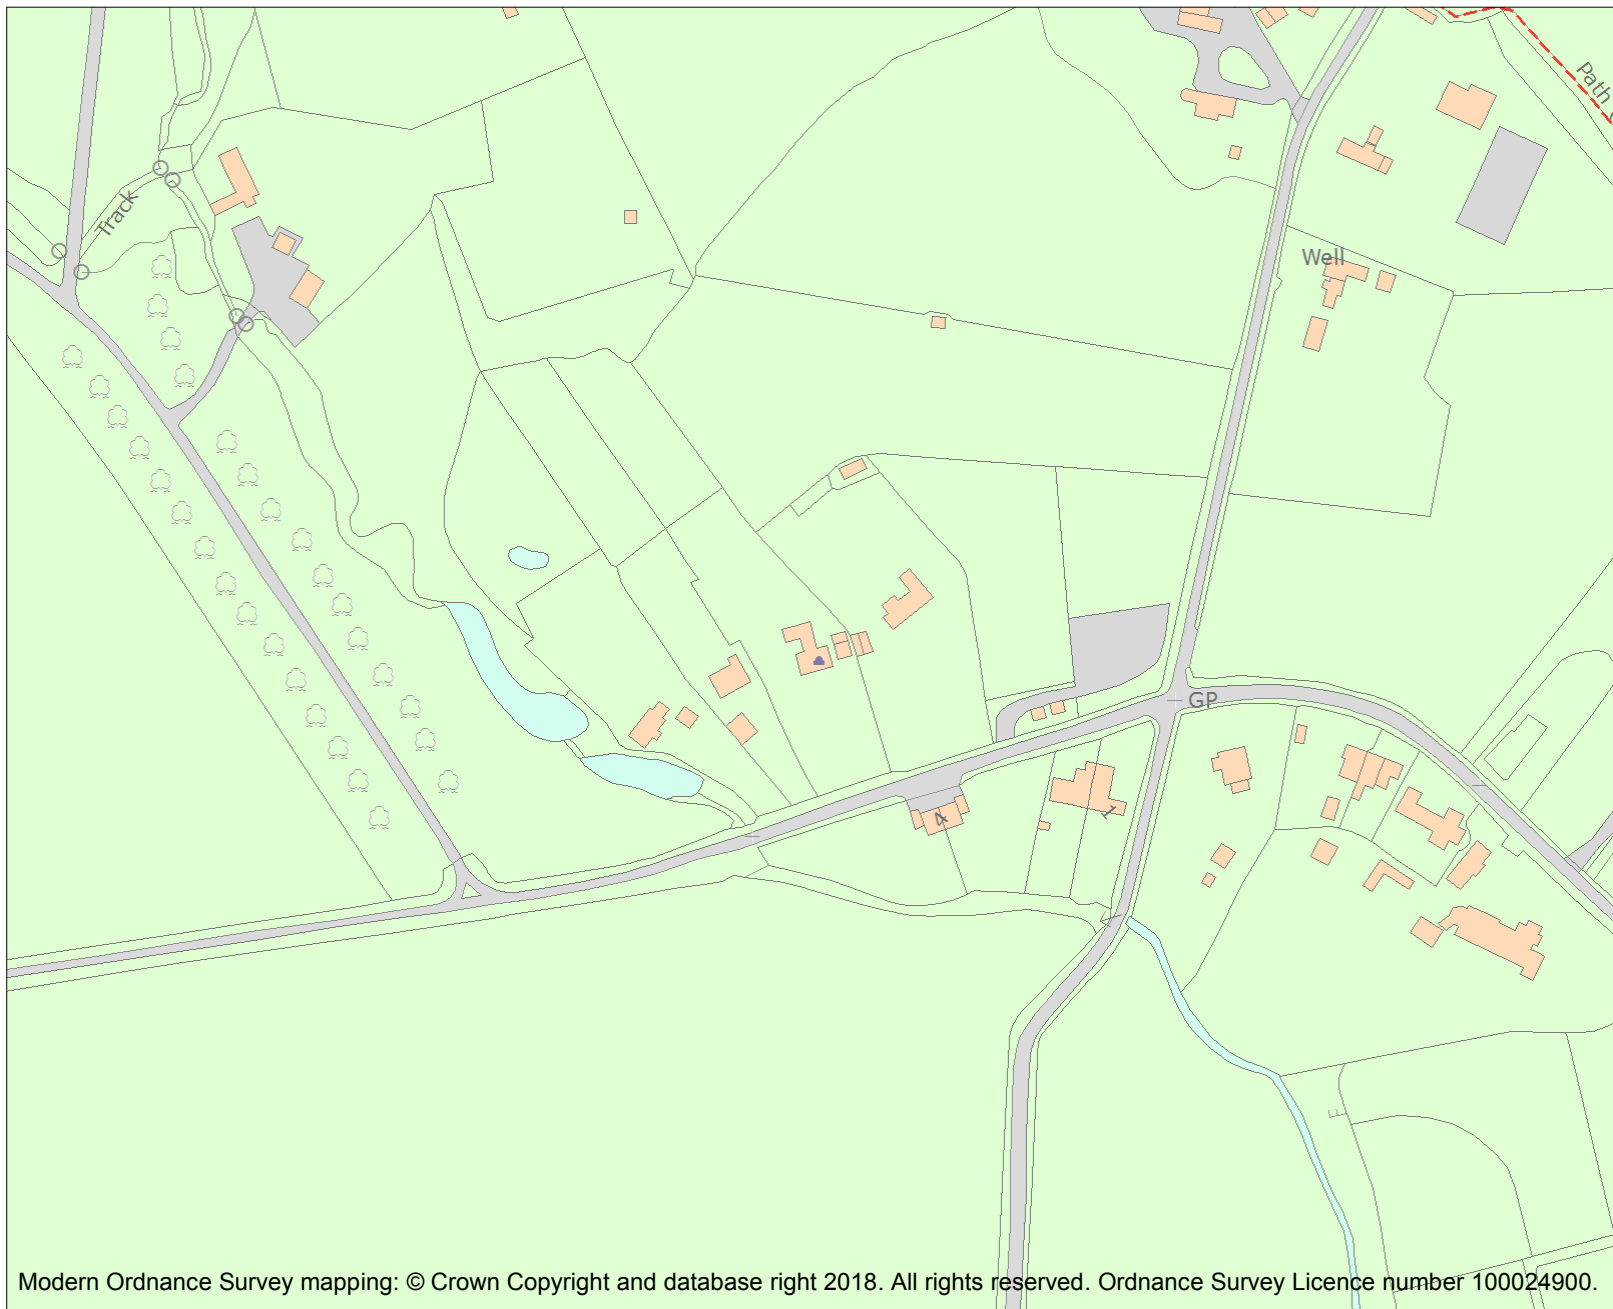 Path
Track
Well
GP
4
1
F
Modern Ordnance Survey mapping: © Crown Copyright and database right 2018. All rights reserved. Ordnance Survey Licence number 100024900.